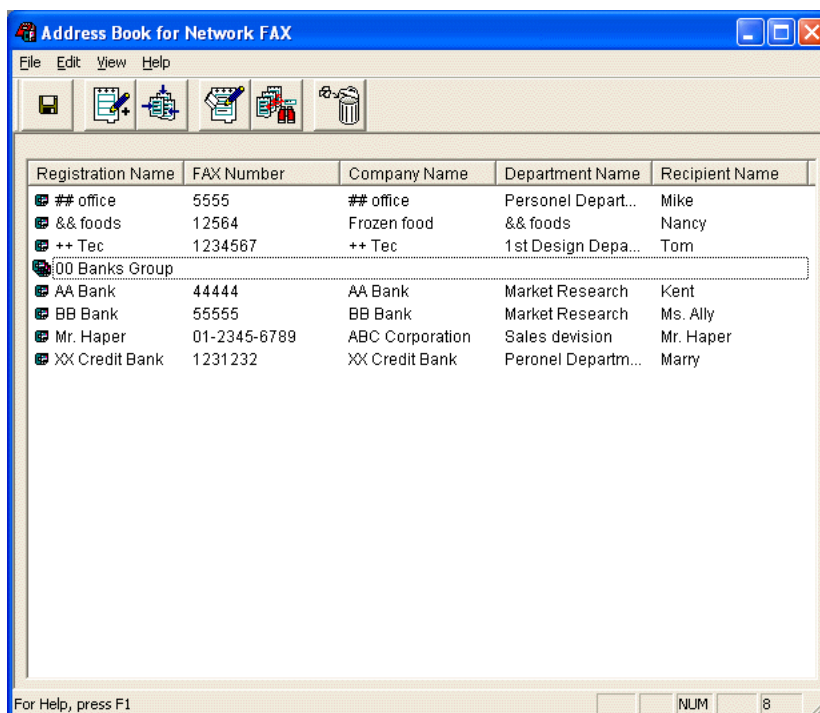 Address Book for Network FAX
File Edit View Help
Registration Name FAX Number Company Name Department Name Recipient Name
## office 5555 ## office Personel Depart... Mike
&& foods 12564 Frozen food && foods Nancy
++ Tec 1234567 ++ Tec 1st Design Depa... Tom
00 Banks Group
AA Bank 44444 AA Bank Market Research Kent
BB Bank 55555 BB Bank Market Research Ms. Ally
Mr. Haper 01-2345-6789 ABC Corporation Sales devision Mr. Haper
XX Credit Bank 1231232 XX Credit Bank Peronel Departm... Marry
For Help, press F1 NUM 8